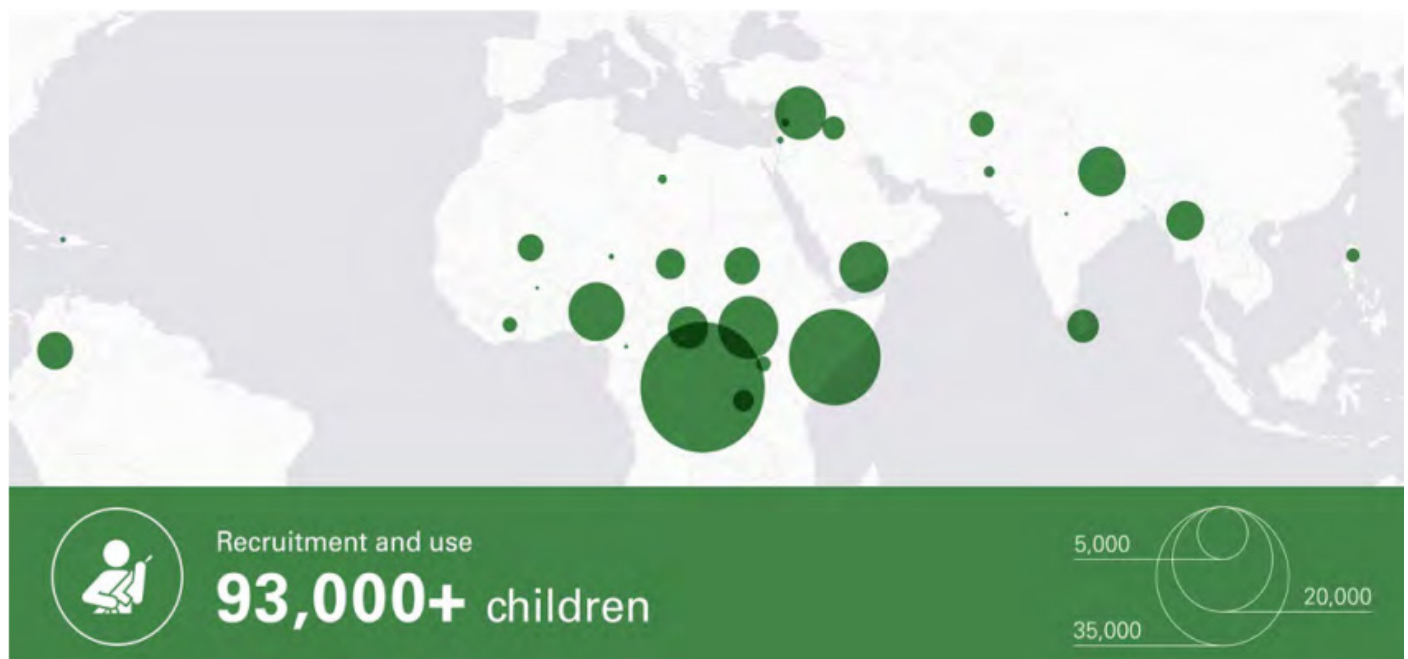 Recruitment and use
93,000+ children
5,000
20,000
35,000